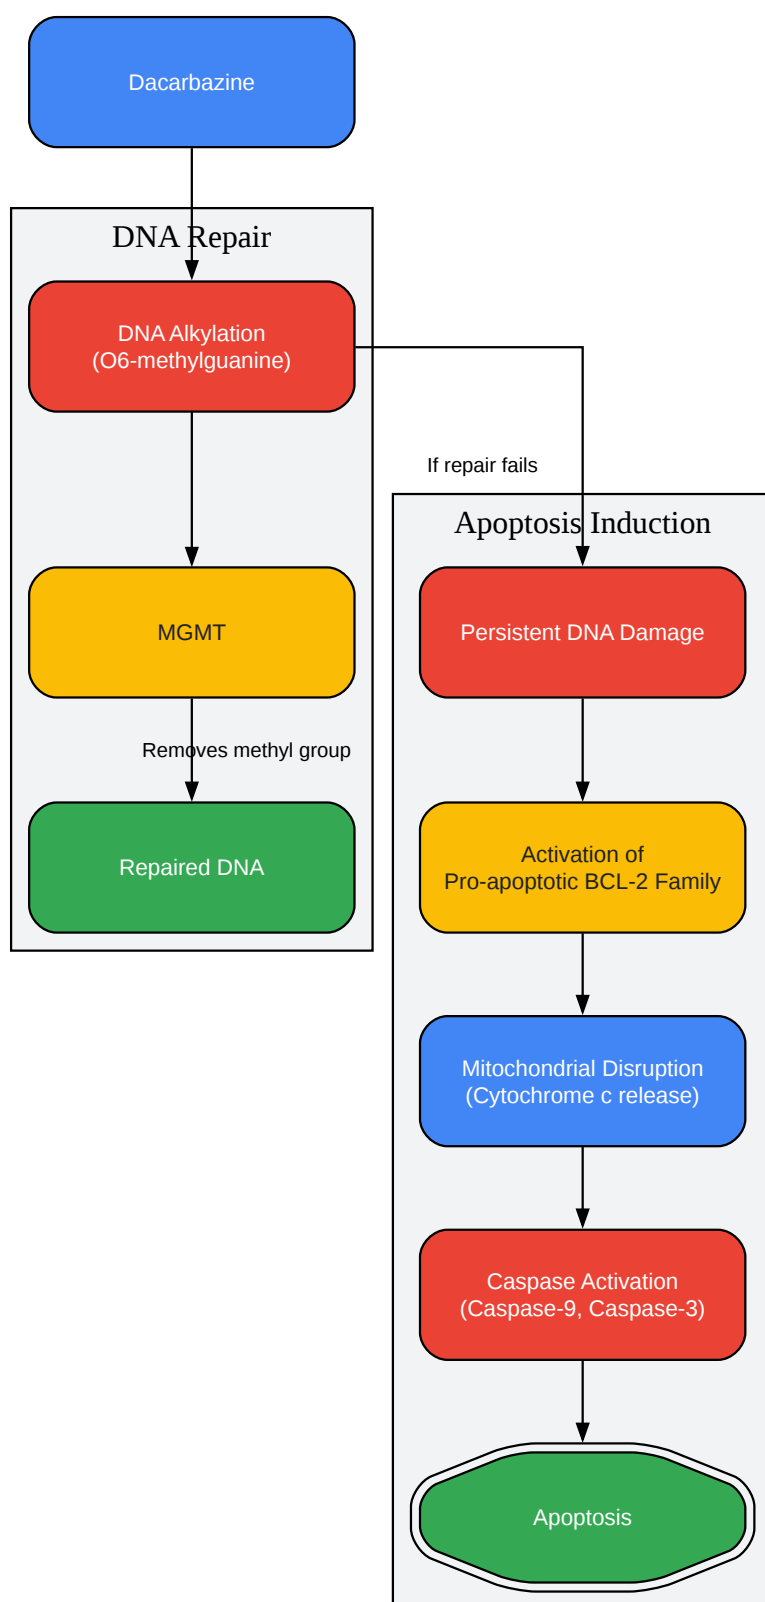 Dacarbazine
DNA Repair
DNA Alkylation
(O6-methylguanine)
If repair fails
Apoptosis Induction
MGMT
Persistent DNA Damage
Removes methyl group
Repaired DNA
Activation of
Pro-apoptotic BCL-2 Family
Mitochondrial Disruption
(Cytochrome c release)
Caspase Activation
(Caspase-9, Caspase-3)
Apoptosis